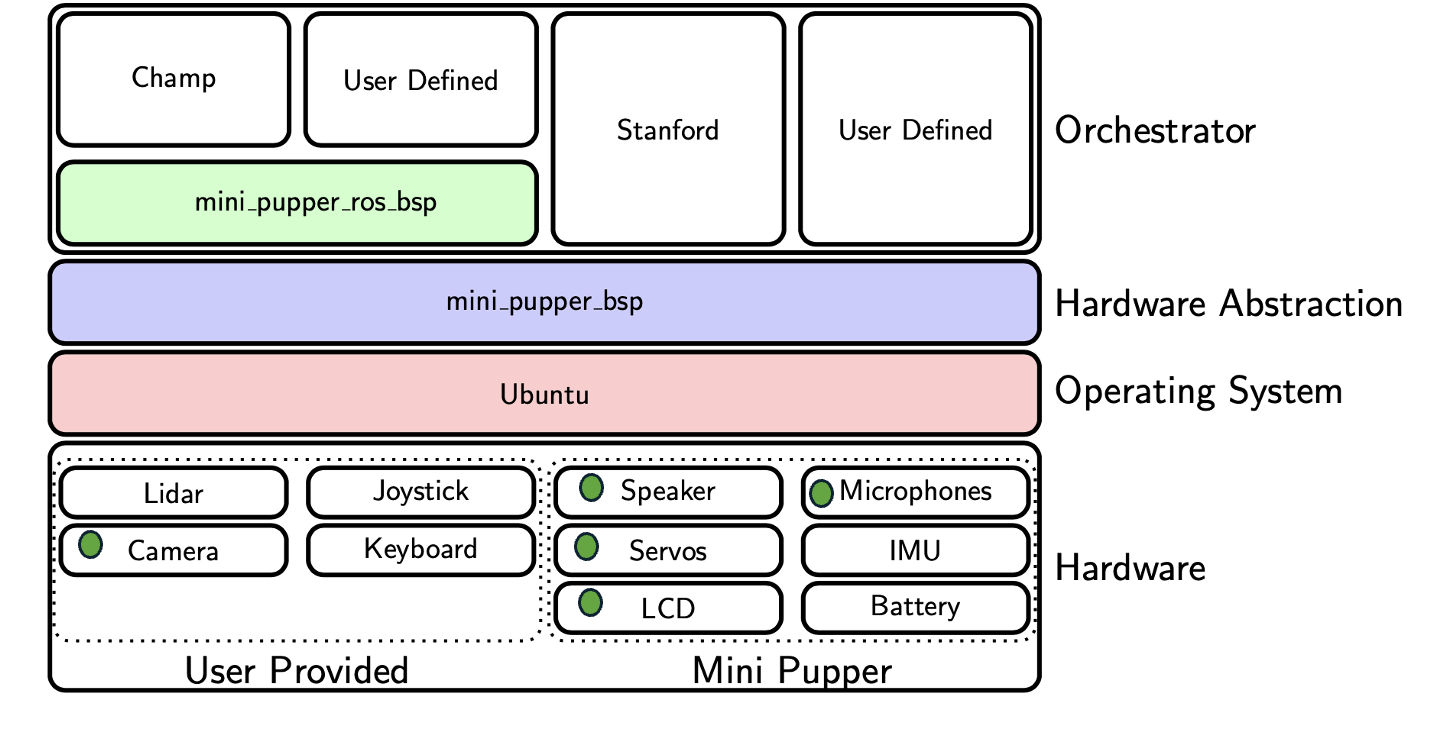 Champ
User Defined
Stanford
User Defined
Orchestrator
mini_pupper_ros_bsp
mini_pupper_bsp
Hardware Abstraction
Ubuntu
Operating System
Lidar
Joystick
Speaker
Microphones
Camera
Keyboard
Servos
IMU
Hardware
LCD
Battery
User Provided
Mini Pupper